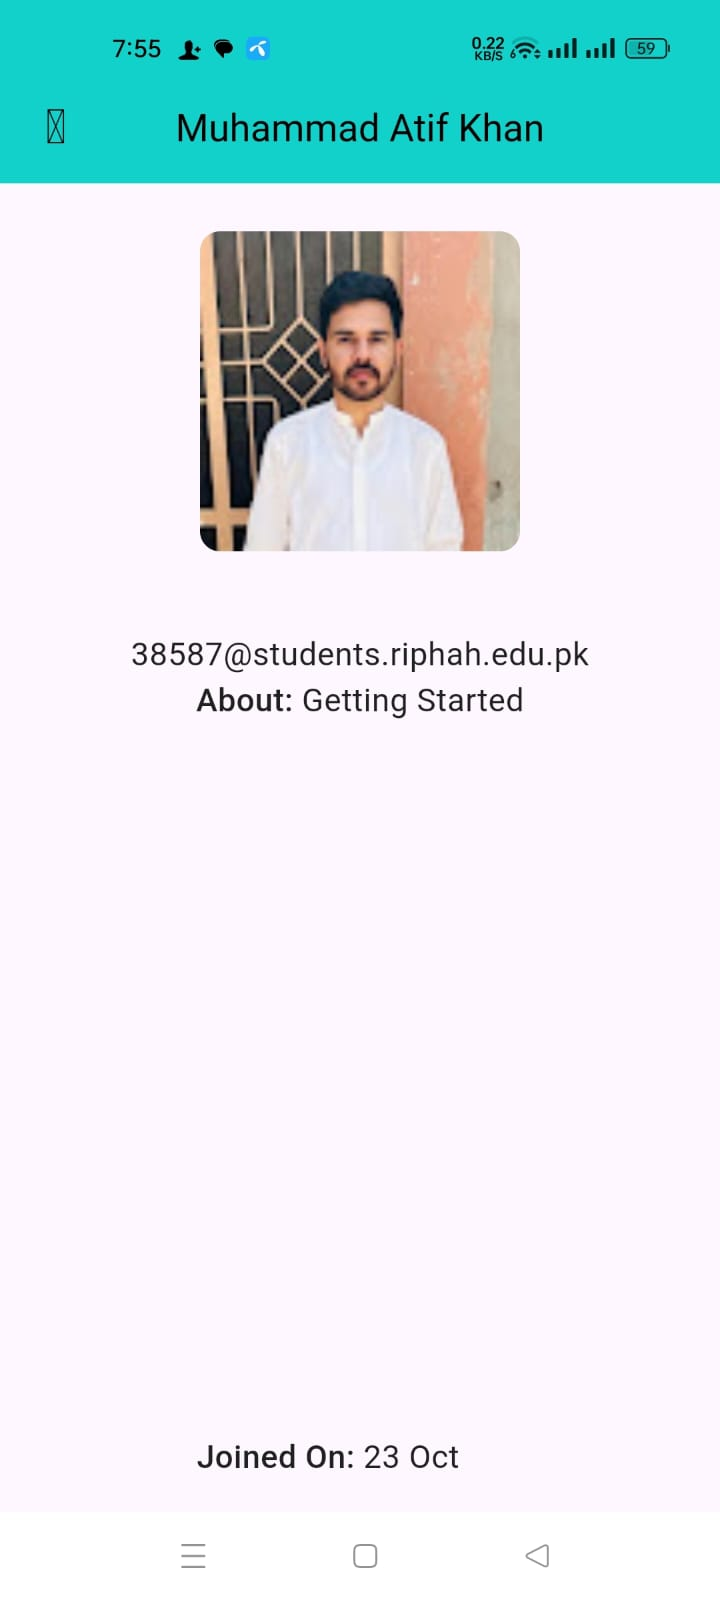 7:55 0.22 KB/S 6 59
Muhammad Atif Khan
38587@students.riphah.edu.pk
About: Getting Started
Joined On: 23 Oct